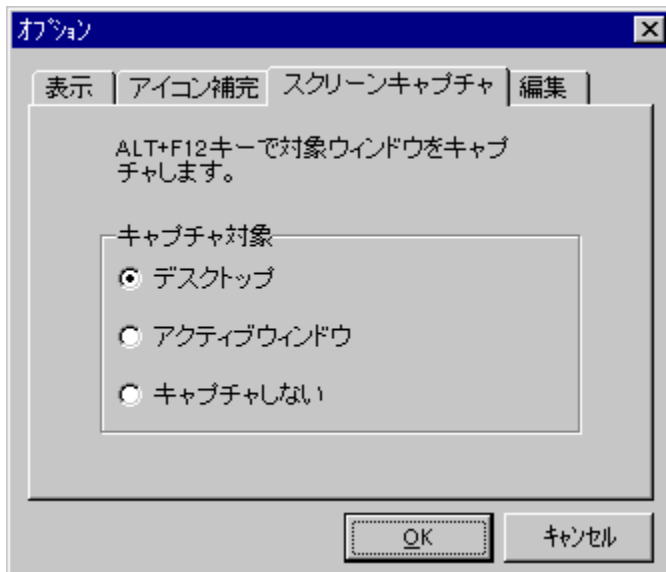 ｵﾌﾟｼｮﾝ
表示 アイコン補完 スクリーンキャプチャ 編集
ALT+F12キーで対象ウィンドウをキャプ
チャします。
キャプチャ対象
デスクトップ
アクティブウィンドウ
キャプチャしない
OK ｷｬﾝｾﾙ